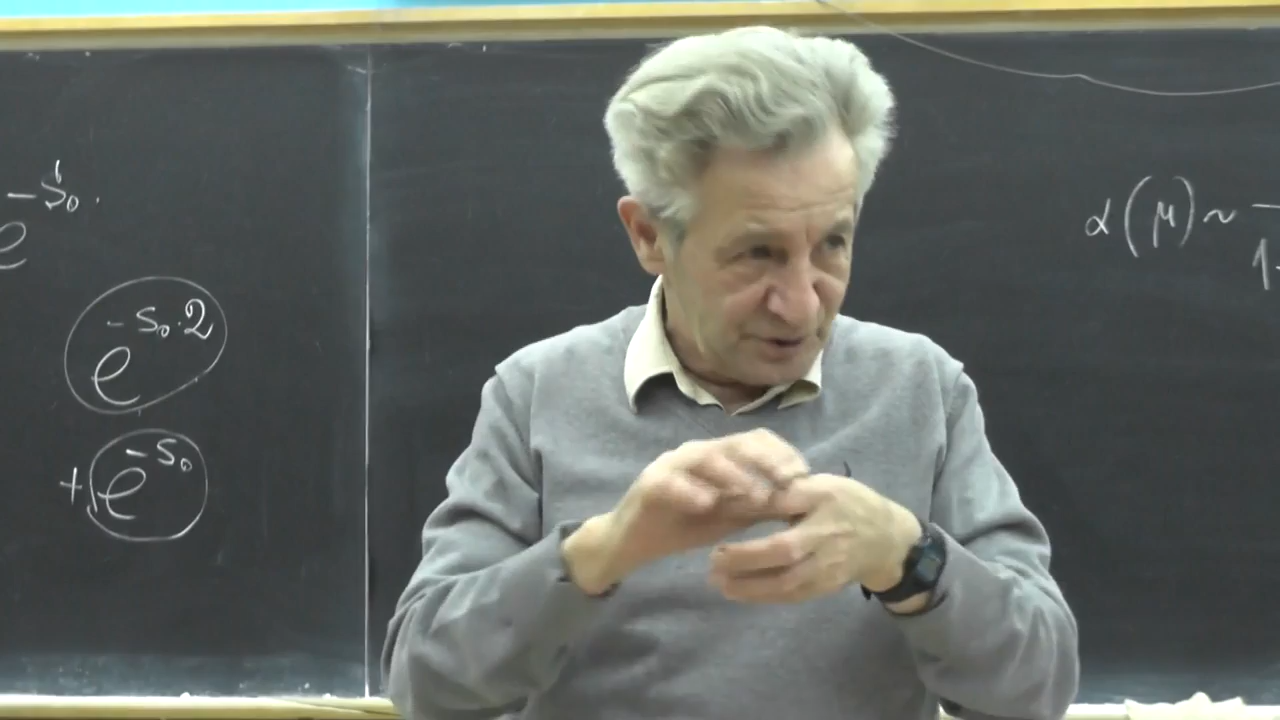 e^{-S_0}.
e^{-S_0·2}
+ e^{-S_0}
α(μ) ~
1-